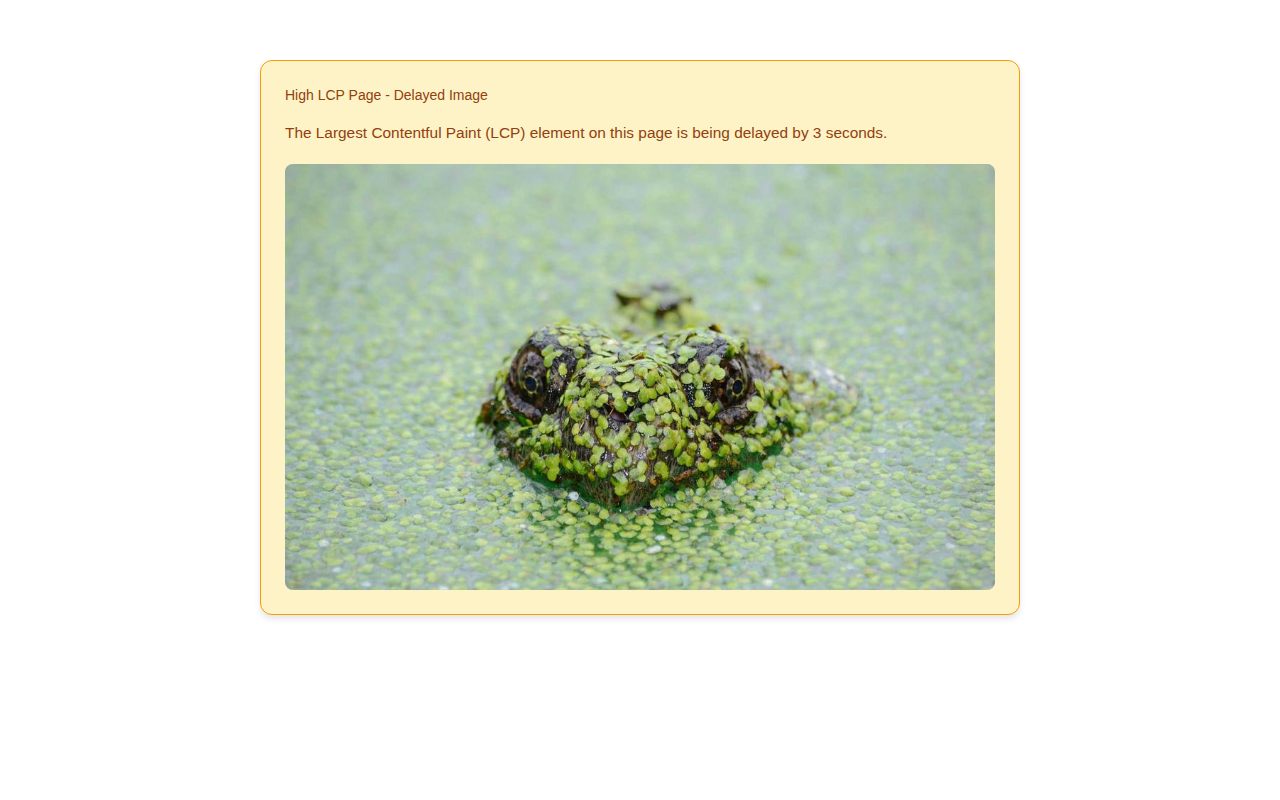 High LCP Page - Delayed Image
The Largest Contentful Paint (LCP) element on this page is being delayed by 3 seconds.